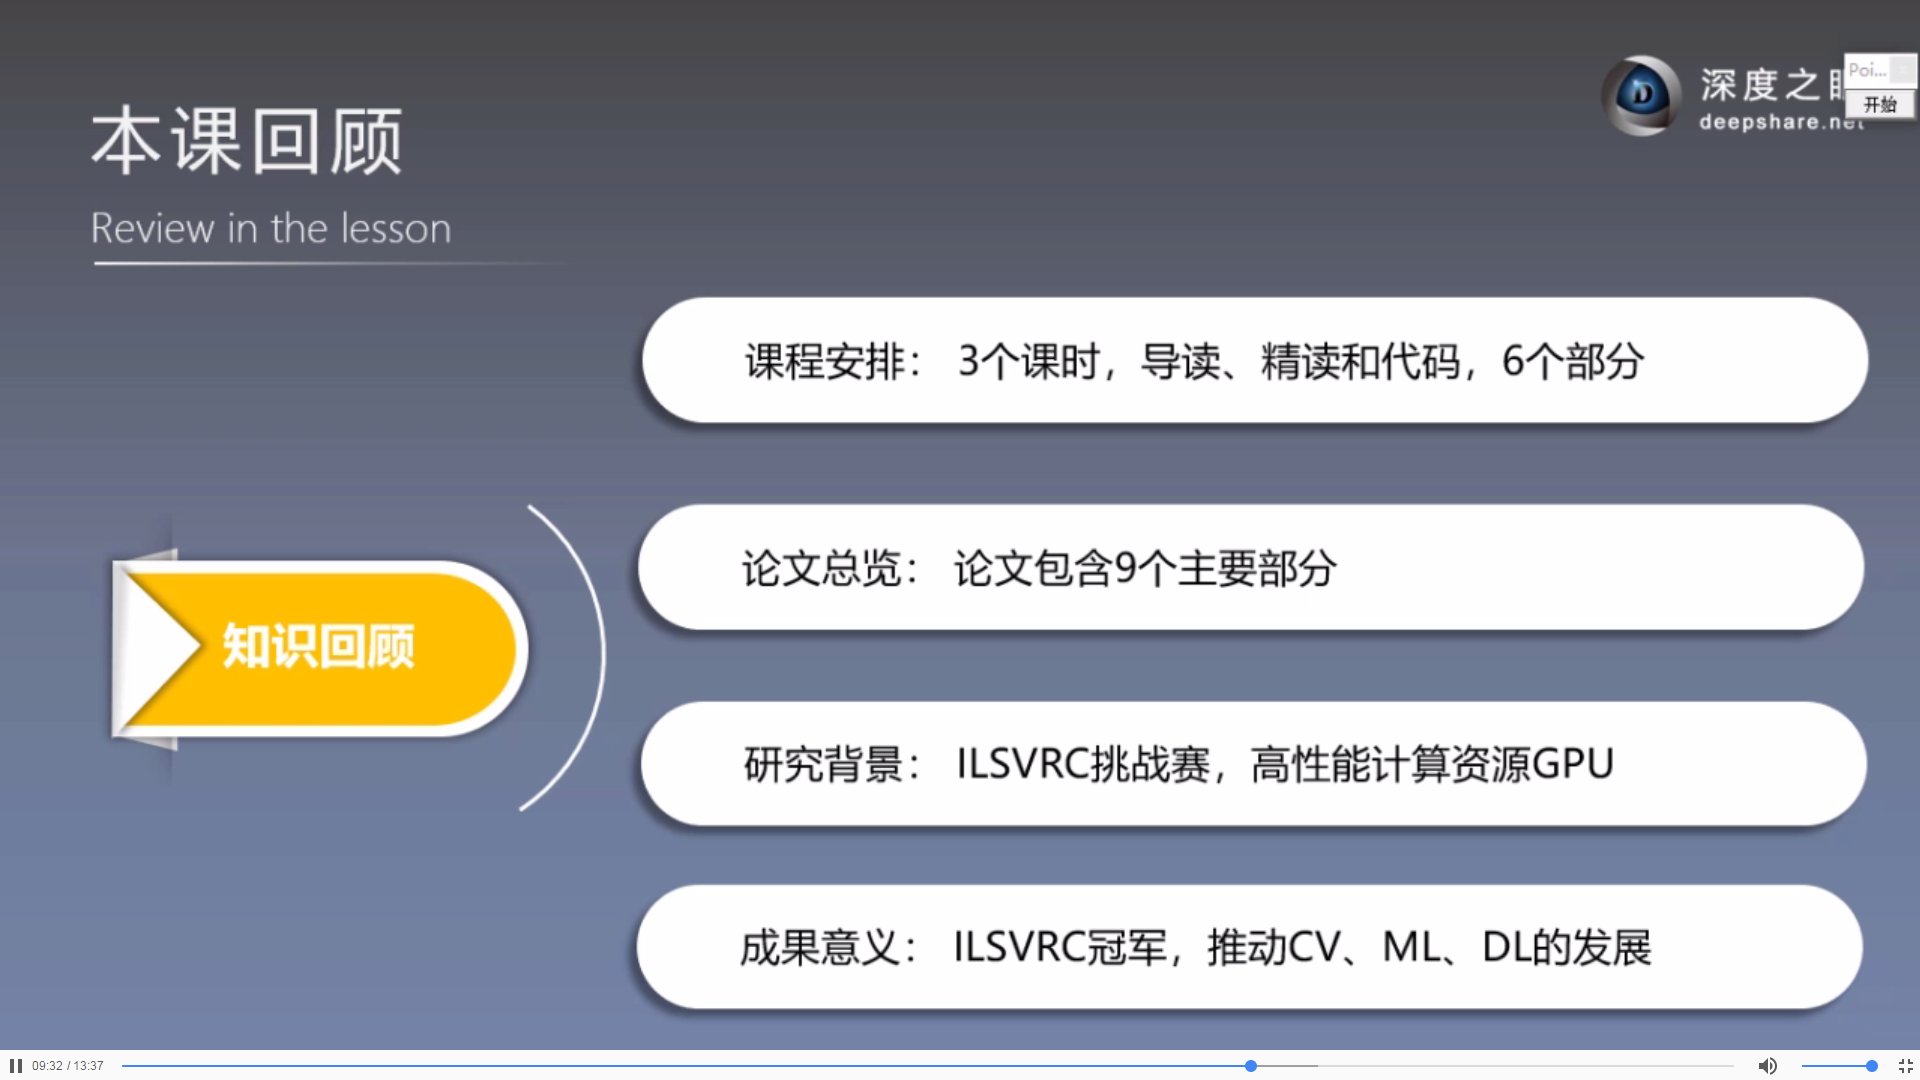 本课回顾
Review in the lesson
深度之
deepshare.net
Poi...
开始
课程安排： 3个课时，导读、精读和代码，6个部分
论文总览： 论文包含9个主要部分
知识回顾
研究背景： ILSVRC挑战赛，高性能计算资源GPU
成果意义： ILSVRC冠军，推动CV、ML、DL的发展
09:32 / 13:37